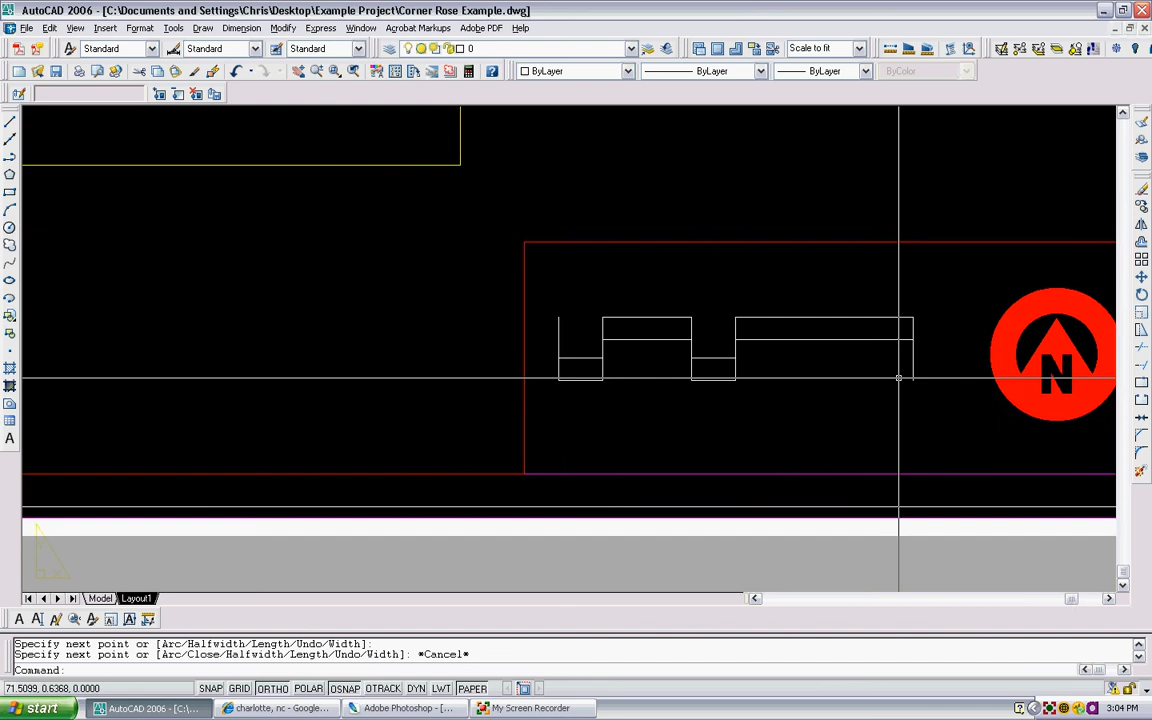 AutoCAD 2006 - [C:\Documents and Settings\Chris\Desktop\Example Project\Corner Rose Example.dwg]
File Edit View Insert Format Tools Draw Dimension Modify Express Window Acrobat Markups Adobe PDF Help
Standard Standard Standard 0 Scale to fit
ByLayer ByLayer ByLayer ByColor
A
N
Model Layout1
Specify next point or [Arc/Halfwidth/Length/Undo/Width]:
Specify next point or [Arc/Close/Halfwidth/Length/Undo/Width]: *Cancel*
Command:
71.5099, 0.6368, 0.0000 SNAP GRID ORTHO POLAR OSNAP OTRACK DYN LWT PAPER
start AutoCAD 2006 - [C:\... charlotte, nc - Google... Adobe Photoshop - [... My Screen Recorder 3:04 PM